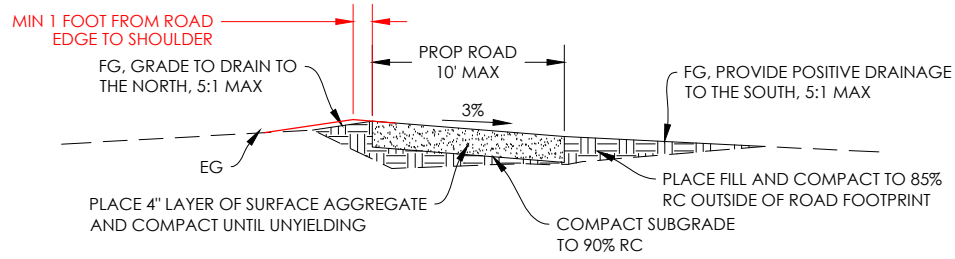 MIN 1 FOOT FROM ROAD
EDGE TO SHOULDER
FG, GRADE TO DRAIN TO
THE NORTH, 5:1 MAX
PROP ROAD
10' MAX
3%
FG, PROVIDE POSITIVE DRAINAGE
TO THE SOUTH, 5:1 MAX
EG
PLACE 4" LAYER OF SURFACE AGGREGATE
AND COMPACT UNTIL UNYIELDING
COMPACT SUBGRADE
TO 90% RC
PLACE FILL AND COMPACT TO 85%
RC OUTSIDE OF ROAD FOOTPRINT